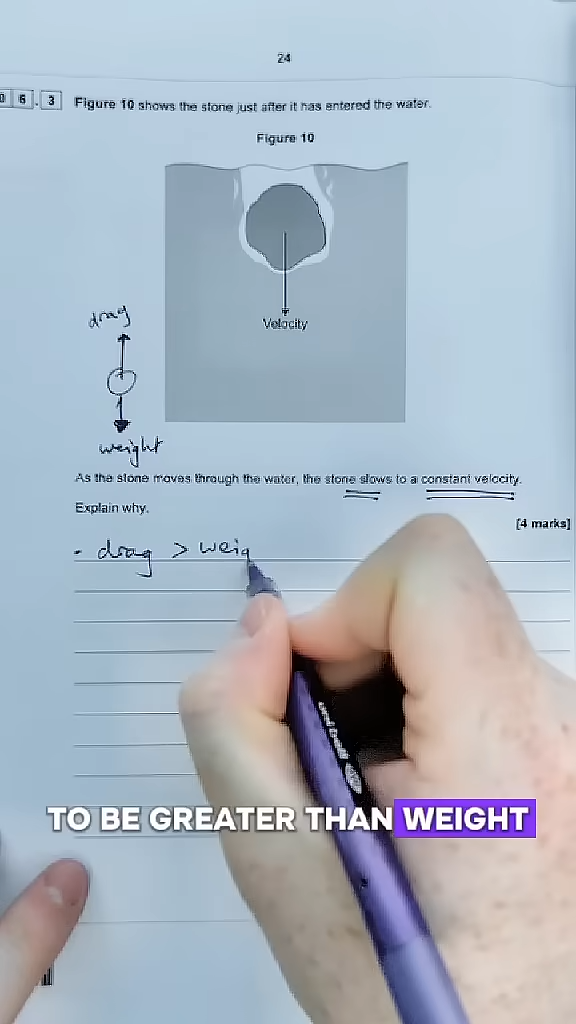 24
0 6 . 3 Figure 10 shows the stone just after it has entered the water.
Figure 10
Velocity
drag
weight
As the stone moves through the water, the stone slows to a constant velocity.
Explain why.
[4 marks]
- drag > weig
uni-ball
TO BE GREATER THAN WEIGHT